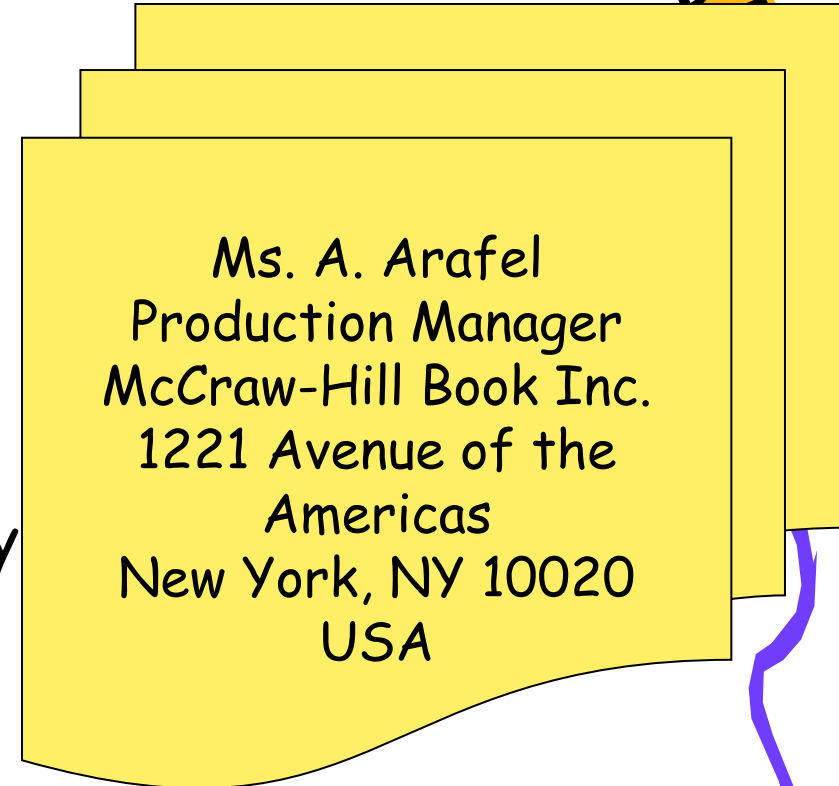 Ms. A. Arafel
Production Manager
McCraw-Hill Book Inc.
1221 Avenue of the
Americas
New York, NY 10020
USA